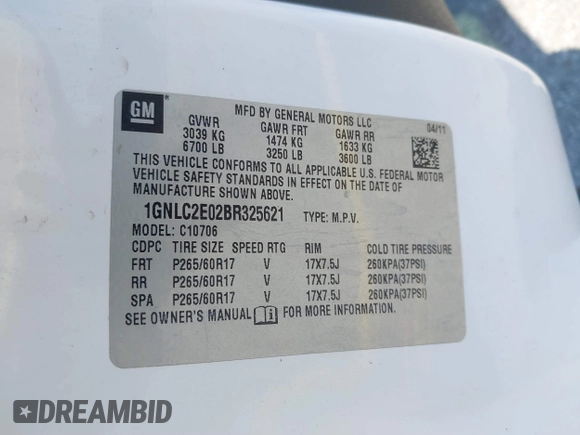 GM
MFD BY GENERAL MOTORS LLC
04/11
GVWR GAWR FRT GAWR RR
3039 KG 1474 KG 1633 KG
6700 LB 3250 LB 3600 LB
THIS VEHICLE CONFORMS TO ALL APPLICABLE U.S. FEDERAL MOTOR
VEHICLE SAFETY STANDARDS IN EFFECT ON THE DATE OF
MANUFACTURE SHOWN ABOVE.
1GNLC2E02BR325621 TYPE: M.P.V.
MODEL: C10706
CDPC TIRE SIZE SPEED RTG RIM COLD TIRE PRESSURE
FRT P265/60R17 V 17X7.5J 260KPA(37PSI)
RR P265/60R17 V 17X7.5J 260KPA(37PSI)
SPA P265/60R17 V 17X7.5J 260KPA(37PSI)
SEE OWNER'S MANUAL i FOR MORE INFORMATION.
DREAMBID